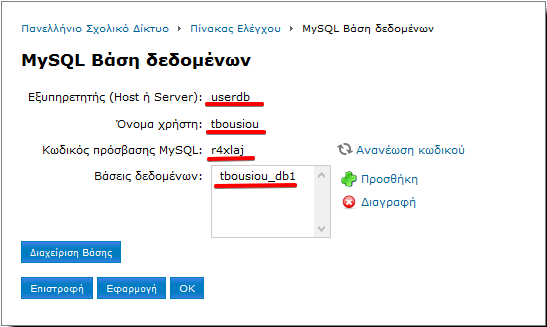 Πανελλήνιο Σχολικό Δίκτυο Πίνακας Ελέγχου MySQL Βάση δεδομένων
MySQL Βάση δεδομένων
Εξυπηρετητής (Host ή Server): userdb
Όνομα χρήστη: tbousiou
Κωδικός πρόσβασης MySQL: r4xlaj Ανανέωση κωδικού
Βάσεις δεδομένων: tbousiou_db1 Προσθήκη
Διαγραφή
Διαχείριση Βάσης
Επιστροφή Εφαρμογή OK